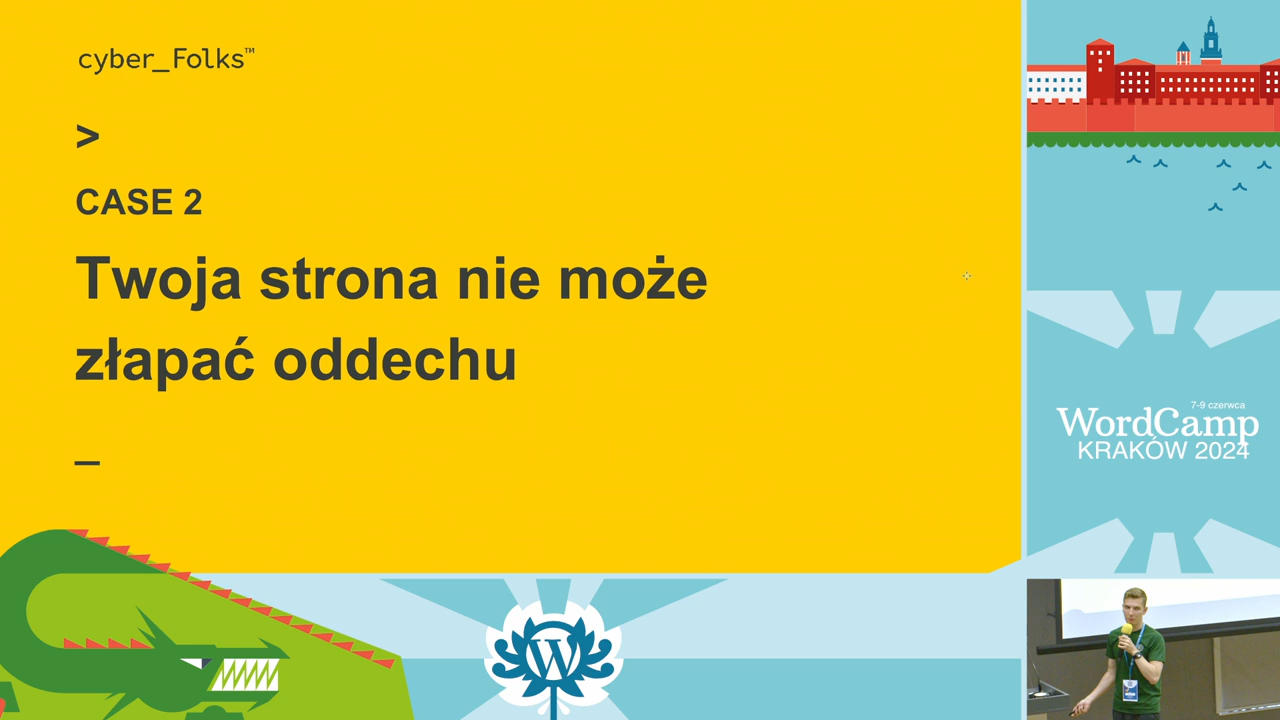 cyber_Folks™
>
CASE 2
Twoja strona nie może
złapać oddechu
_
7-9 czerwca
WordCamp
KRAKÓW 2024
W